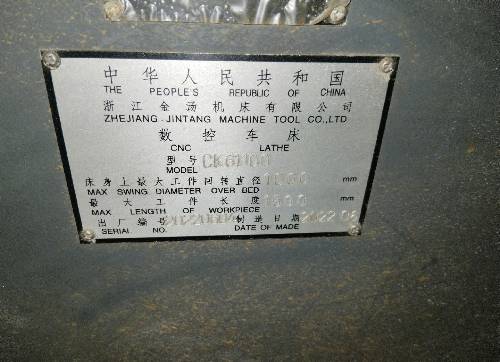 中华人民共和国
THE PEOPLE'S REPUBLIC OF CHINA
浙江金汤机床有限公司
ZHEJIANG JINTANG MACHINE TOOL CO.,LTD
数控车床
CNC LATHE
型号
MODEL
床身上最大工件回转直径 mm
MAX SWING DIAMETER OVER BED
最大工件长度 mm
MAX LENGTH OF WORKPIECE
出厂编号 制造日期 2022 08
SERIAL NO. DATE OF MADE